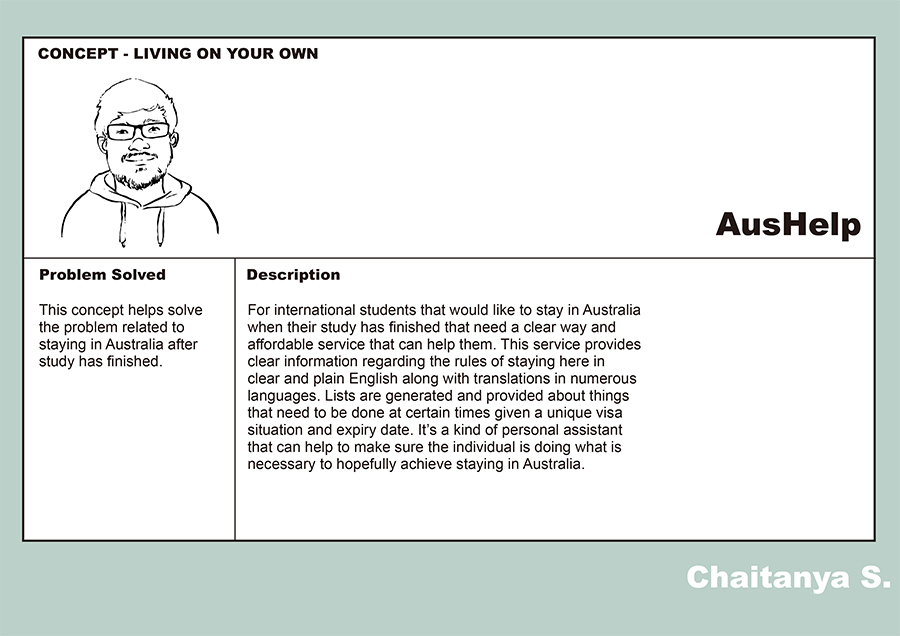 CONCEPT - LIVING ON YOUR OWN
AusHelp
Problem Solved
This concept helps solve
the problem related to
staying in Australia after
study has finished.
Description
For international students that would like to stay in Australia
when their study has finished that need a clear way and
affordable service that can help them. This service provides
clear information regarding the rules of staying here in
clear and plain English along with translations in numerous
languages. Lists are generated and provided about things
that need to be done at certain times given a unique visa
situation and expiry date. It’s a kind of personal assistant
that can help to make sure the individual is doing what is
necessary to hopefully achieve staying in Australia.
Chaitanya S.